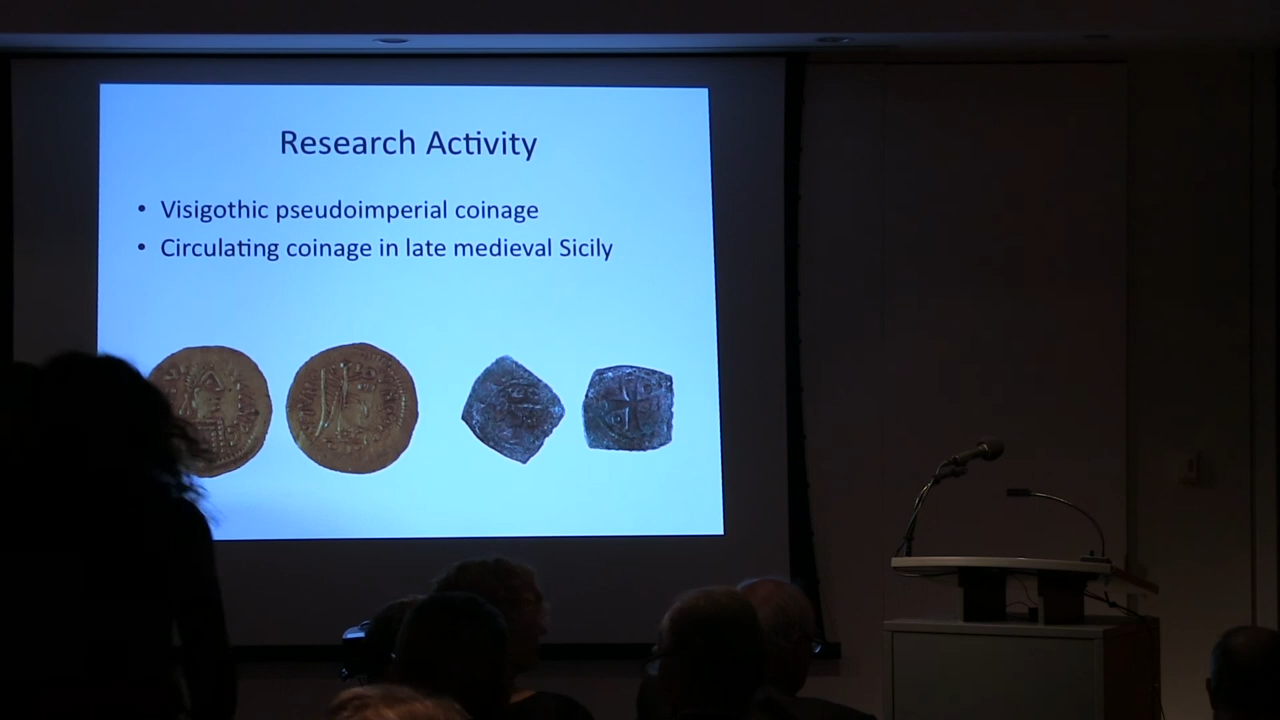 Research Activity
• Visigothic pseudoimperial coinage
• Circulating coinage in late medieval Sicily